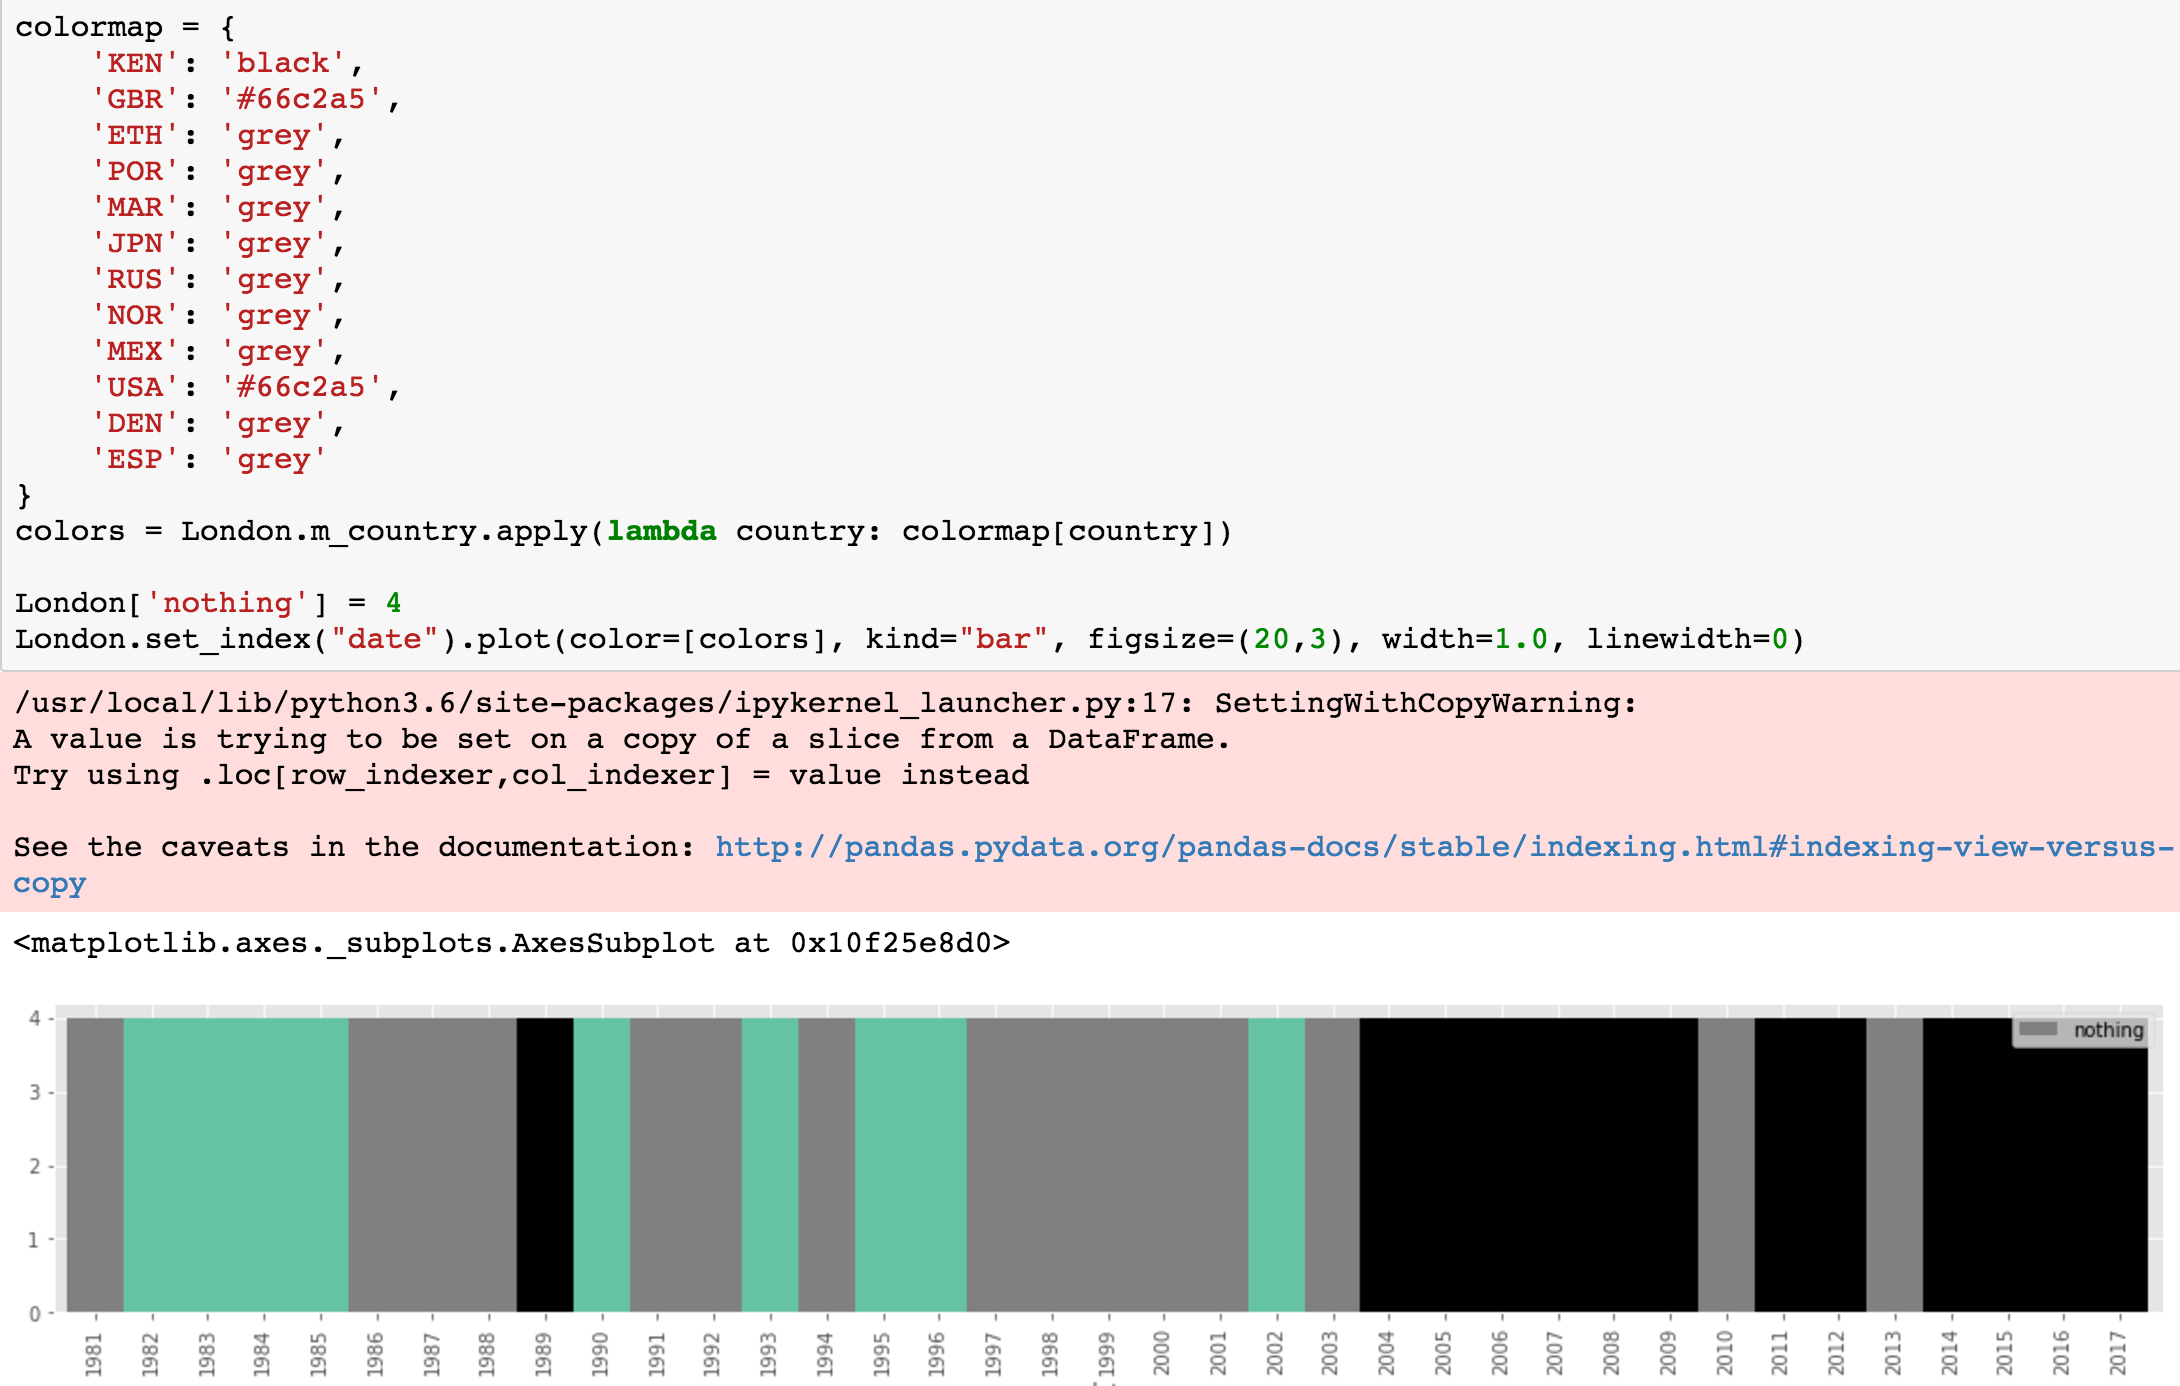 colormap = {
    'KEN': 'black',
    'GBR': '#66c2a5',
    'ETH': 'grey',
    'POR': 'grey',
    'MAR': 'grey',
    'JPN': 'grey',
    'RUS': 'grey',
    'NOR': 'grey',
    'MEX': 'grey',
    'USA': '#66c2a5',
    'DEN': 'grey',
    'ESP': 'grey'
}
colors = London.m_country.apply(lambda country: colormap[country])
London['nothing'] = 4
London.set_index("date").plot(color=[colors], kind="bar", figsize=(20,3), width=1.0, linewidth=0)
/usr/local/lib/python3.6/site-packages/ipykernel_launcher.py:17: SettingWithCopyWarning:
A value is trying to be set on a copy of a slice from a DataFrame.
Try using .loc[row_indexer,col_indexer] = value instead
See the caveats in the documentation: http://pandas.pydata.org/pandas-docs/stable/indexing.html#indexing-view-versus-
copy
<matplotlib.axes._subplots.AxesSubplot at 0x10f25e8d0>
4
nothing
3
2
1
0
1981
1982
1983
1984
1985
1986
1987
1988
1989
1990
1991
1992
1993
1994
1995
1996
1997
1998
1999
2000
2001
2002
2003
2004
2005
2006
2007
2008
2009
2010
2011
2012
2013
2014
2015
2016
2017